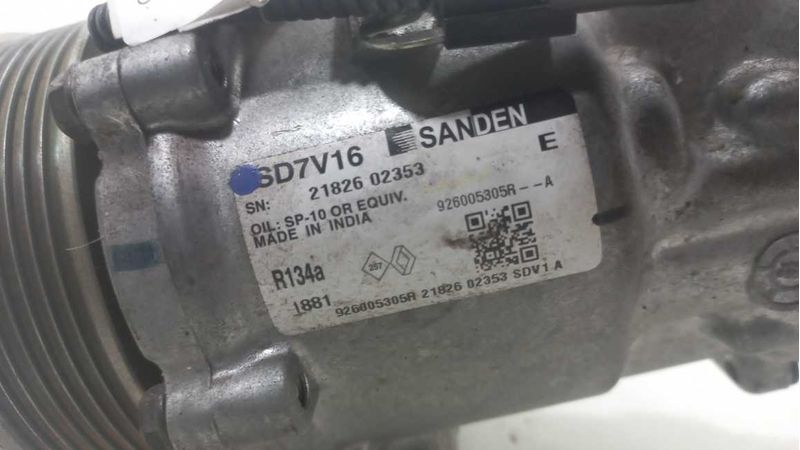 SD7V16 SANDEN
SN: 21826 02353 E
OIL: SP-10 OR EQUIV. 926005305R--A
MADE IN INDIA
R134a 257
1881
926005305R 21826 02353 SDV1 A